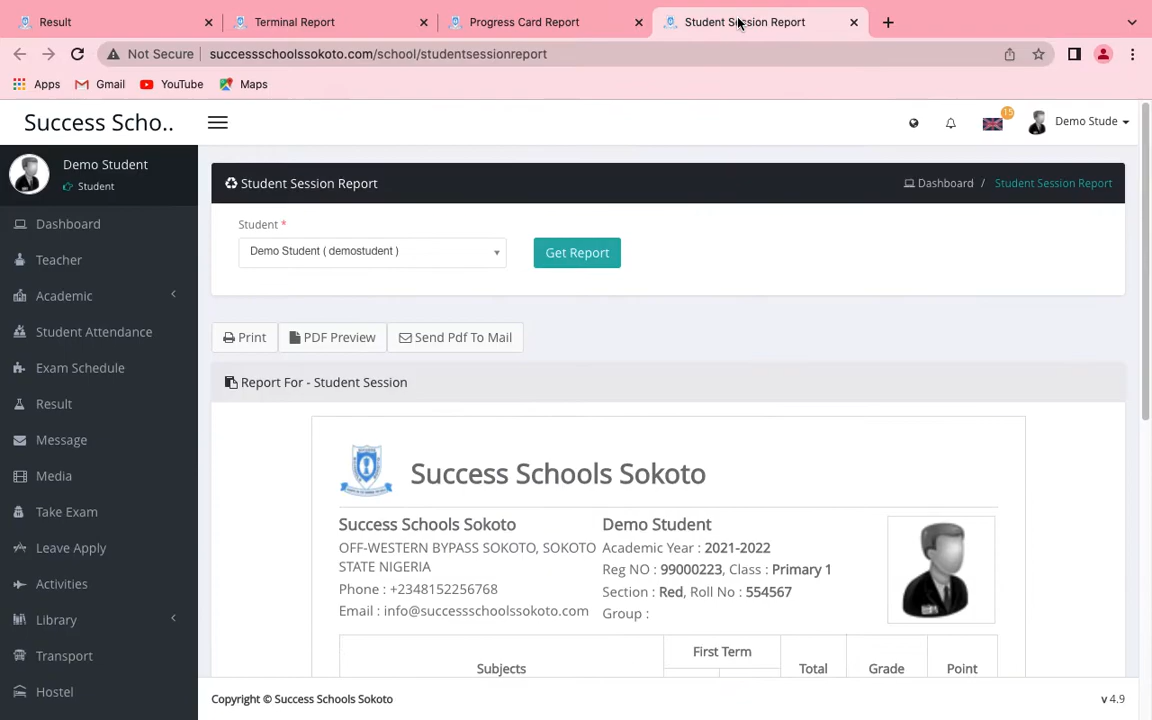 Result
Terminal Report
Progress Card Report
Student Session Report
Not Secure
successschoolssokoto.com/school/studentsessionreport
Apps
Gmail
YouTube
Maps
Success Scho..
15
Demo Stude
Demo Student
Student
Dashboard
Teacher
Academic
Student Attendance
Exam Schedule
Result
Message
Media
Take Exam
Leave Apply
Activities
Library
Transport
Hostel
Student Session Report
Dashboard / Student Session Report
Student *
Demo Student ( demostudent )
Get Report
Print
PDF Preview
Send Pdf To Mail
Report For - Student Session
Success Schools Sokoto
Success Schools Sokoto
OFF-WESTERN BYPASS SOKOTO, SOKOTO
STATE NIGERIA
Phone : +2348152256768
Email : info@successschoolssokoto.com
Demo Student
Academic Year : 2021-2022
Reg NO : 99000223, Class : Primary 1
Section : Red, Roll No : 554567
Group :
Subjects
First Term
Total
Grade
Point
Copyright © Success Schools Sokoto
v 4.9